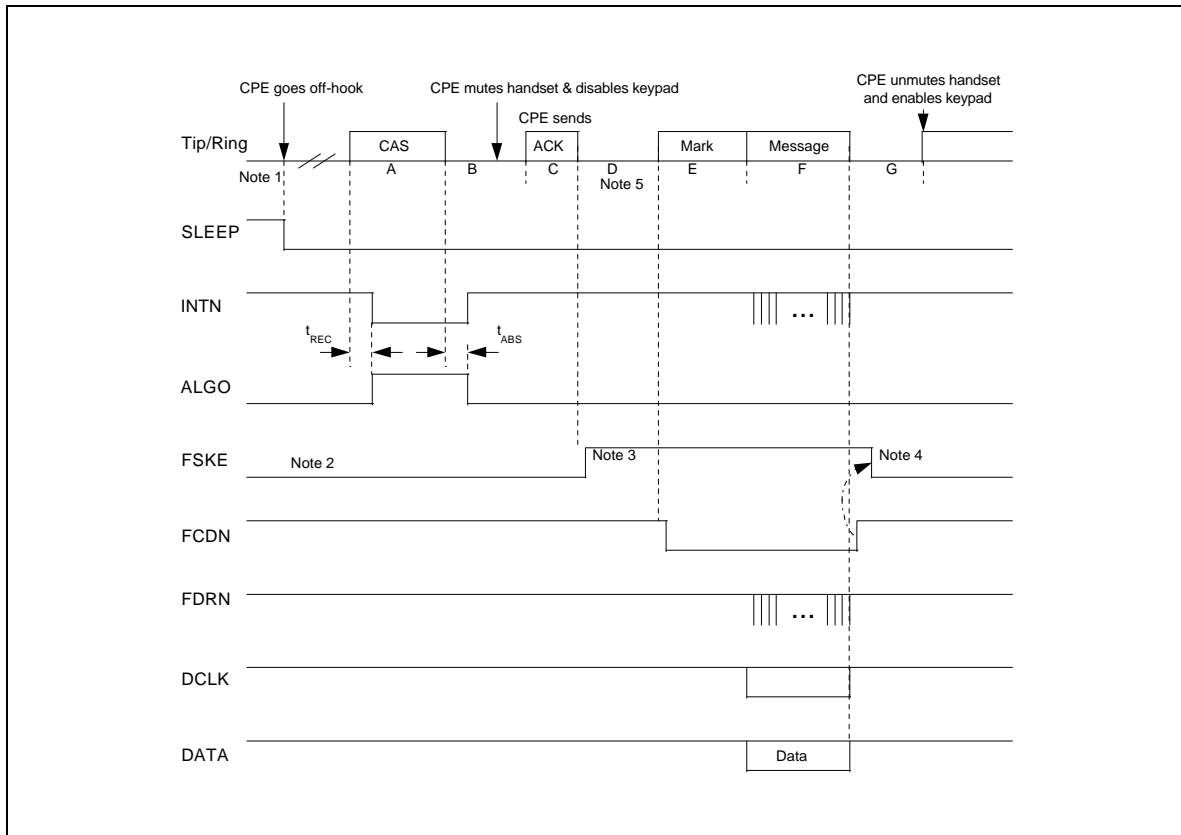 CPE goes off-hook
CPE mutes handset & disables keypad
CPE unmutes handset
and enables keypad
CPE sends
Tip/Ring
CAS
ACK
Mark
Message
A
B
C
D
E
F
G
Note 1
Note 5
SLEEP
INTN
...
tREC
tABS
ALGO
FSKE
Note 2
Note 3
Note 4
FCDN
FDRN
...
DCLK
DATA
Data